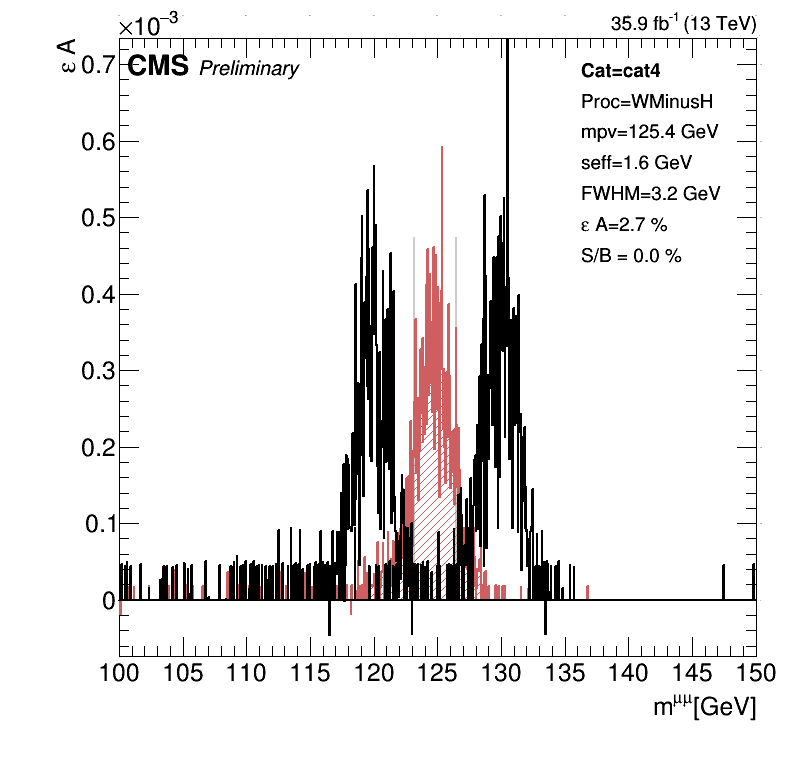 ×10⁻³
35.9 fb⁻¹ (13 TeV)
ε A
CMS Preliminary
Cat=cat4
Proc=WMinusH
mpv=125.4 GeV
seff=1.6 GeV
FWHM=3.2 GeV
ε A=2.7 %
S/B = 0.0 %
0.7
0.6
0.5
0.4
0.3
0.2
0.1
0
100 105 110 115 120 125 130 135 140 145 150
m^μμ[GeV]